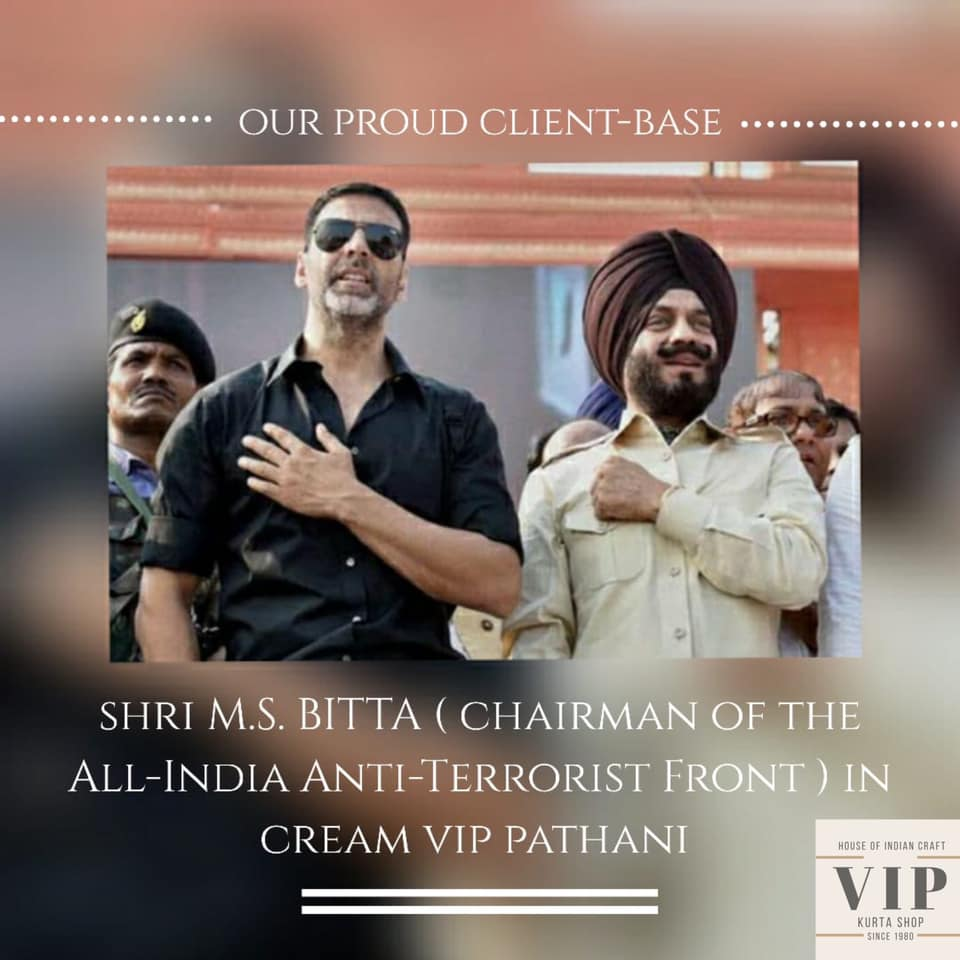 OUR PROUD CLIENT-BASE
SHRI M.S. BITTA ( CHAIRMAN OF THE
ALL-INDIA ANTI-TERRORIST FRONT ) IN
CREAM VIP PATHANI
HOUSE OF INDIAN CRAFT
VIP
KURTA SHOP
SINCE 1980